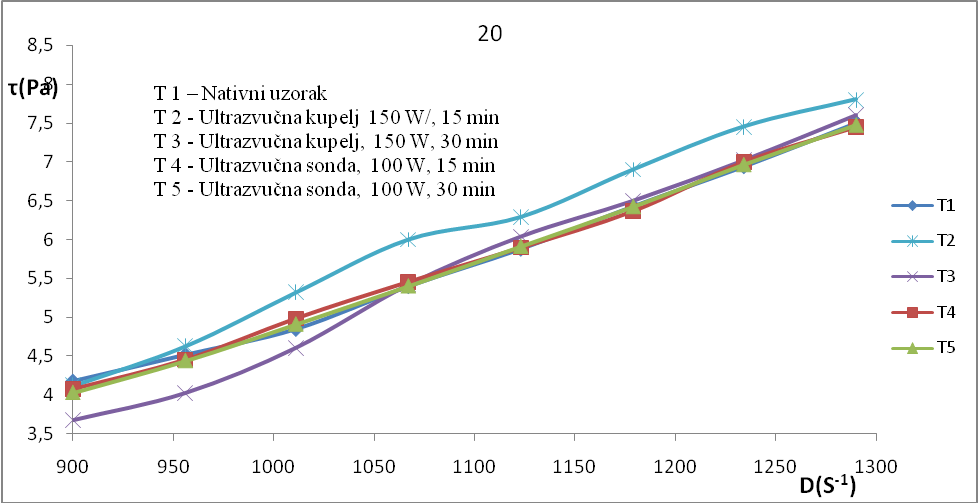 20
8,5
8
7,5
7
6,5
6
5,5
5
4,5
4
3,5
τ(Pa)
T 1 – Nativni uzorak
T 2 - Ultrazvučna kupelj 150 W/, 15 min
T 3 - Ultrazvučna kupelj, 150 W, 30 min
T 4 - Ultrazvučna sonda, 100 W, 15 min
T 5 - Ultrazvučna sonda, 100 W, 30 min
T1
T2
T3
T4
T5
900 950 1000 1050 1100 1150 1200 1250 1300
D(S⁻¹)